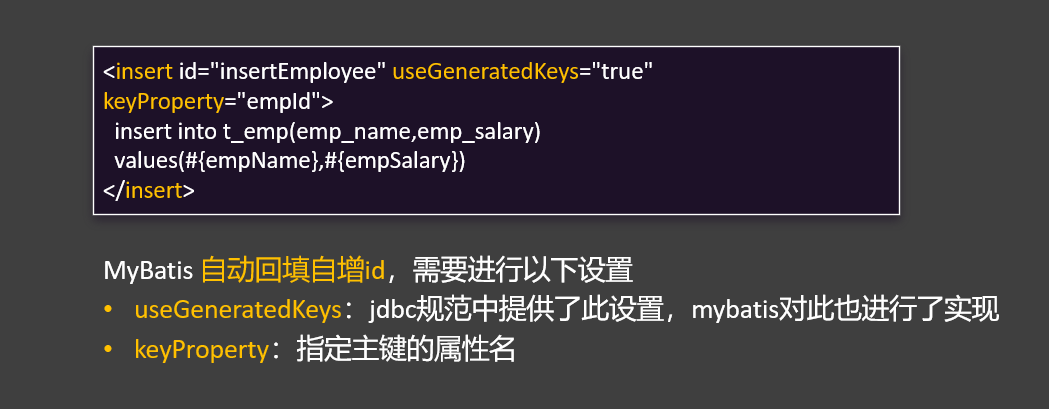 <insert id="insertEmployee" useGeneratedKeys="true"
keyProperty="empId">
insert into t_emp(emp_name,emp_salary)
values(#{empName},#{empSalary})
</insert>
MyBatis 自动回填自增id，需要进行以下设置
• useGeneratedKeys：jdbc规范中提供了此设置，mybatis对此也进行了实现
• keyProperty：指定主键的属性名